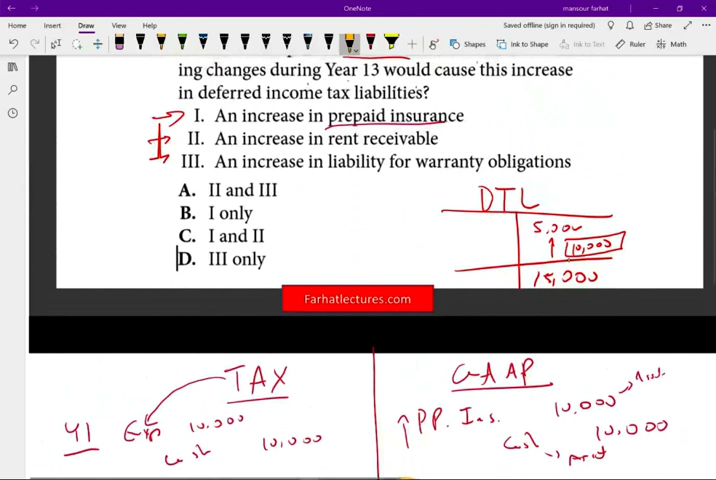 OneNote
mansour farhat
Home Insert Draw View Help
Saved offline (sign in required) Share
Shapes Ink to Shape Ink to Text Ruler Math
ing changes during Year 13 would cause this increase
in deferred income tax liabilities?
I. An increase in prepaid insurance
II. An increase in rent receivable
III. An increase in liability for warranty obligations
A. II and III
B. I only
C. I and II
D. III only
DTL
5,000
10,000
15,000
Farhatlectures.com
TAX
Y1 Exp 10,000
Cash 10,000
GAAP
PP. Ins. 10,000
Cash 10,000